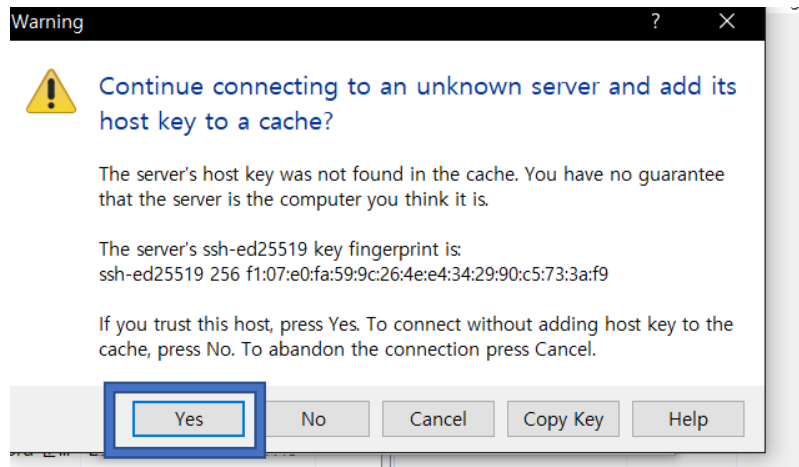 Warning
?
Continue connecting to an unknown server and add its
host key to a cache?
The server's host key was not found in the cache. You have no guarantee
that the server is the computer you think it is.
The server's ssh-ed25519 key fingerprint is:
ssh-ed25519 256 f1:07:e0:fa:59:9c:26:4e:e4:34:29:90:c5:73:3a:f9
If you trust this host, press Yes. To connect without adding host key to the
cache, press No. To abandon the connection press Cancel.
Yes No Cancel Copy Key Help